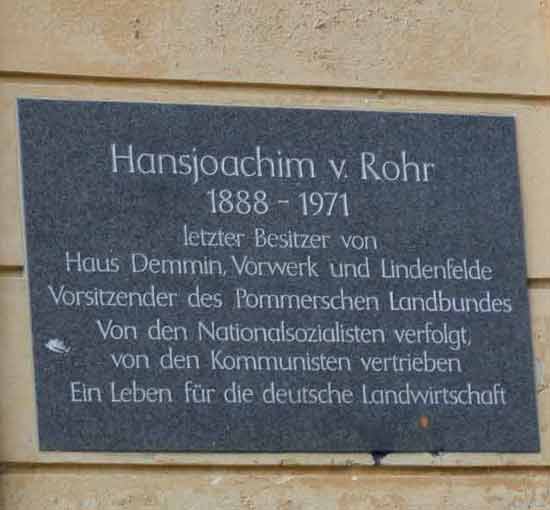 Hansjoachim v. Rohr
1888 - 1971
letzter Besitzer von
Haus Demmin, Vorwerk und Lindenfelde
Vorsitzender des Pommerschen Landbundes
Von den Nationalsozialisten verfolgt,
von den Kommunisten vertrieben
Ein Leben für die deutsche Landwirtschaft